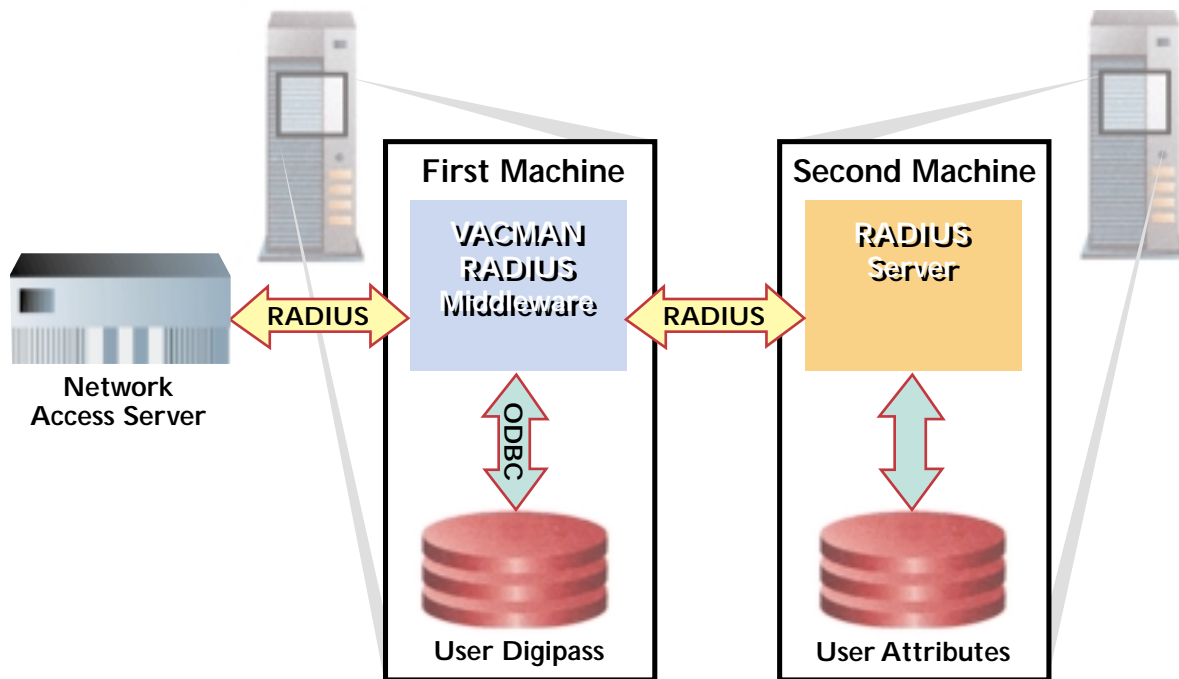 First Machine
VACMAN
RADIUS
Middleware
Second Machine
RADIUS
Server
RADIUS
RADIUS
Network
Access Server
ODBC
User Digipass
User Attributes